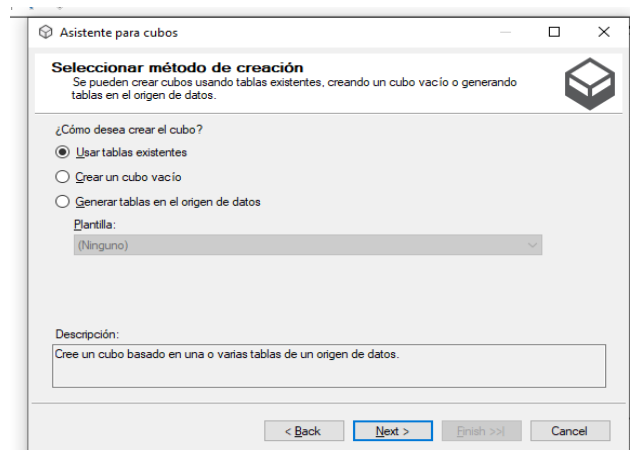 Asistente para cubos
Seleccionar método de creación
Se pueden crear cubos usando tablas existentes, creando un cubo vacío o generando
tablas en el origen de datos.
¿Cómo desea crear el cubo?
Usar tablas existentes
Crear un cubo vacío
Generar tablas en el origen de datos
Plantilla:
(Ninguno)
Descripción:
Cree un cubo basado en una o varias tablas de un origen de datos.
< Back Next > Finish >>| Cancel